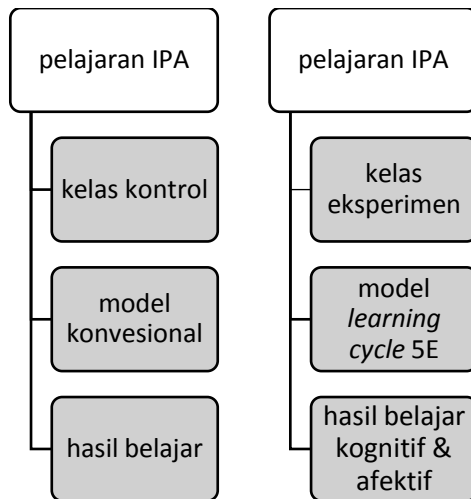 pelajaran IPA
kelas kontrol
model
konvesional
hasil belajar
pelajaran IPA
kelas
eksperimen
model
learning
cycle 5E
hasil belajar
kognitif &
afektif